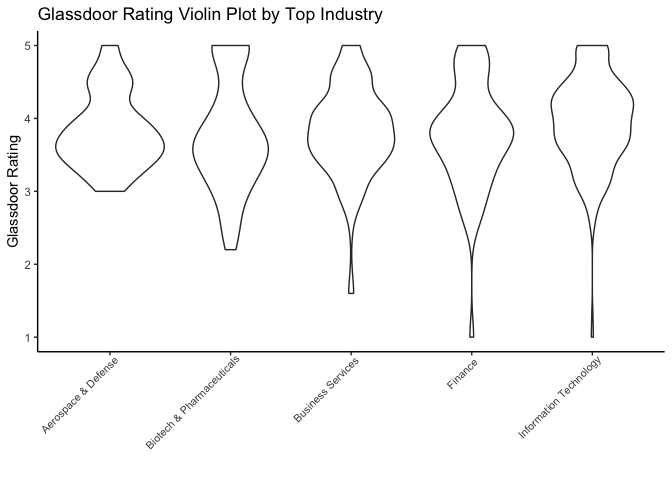 Glassdoor Rating Violin Plot by Top Industry
Glassdoor Rating
5
4
3
2
1
Aerospace & Defense
Biotech & Pharmaceuticals
Business Services
Finance
Information Technology